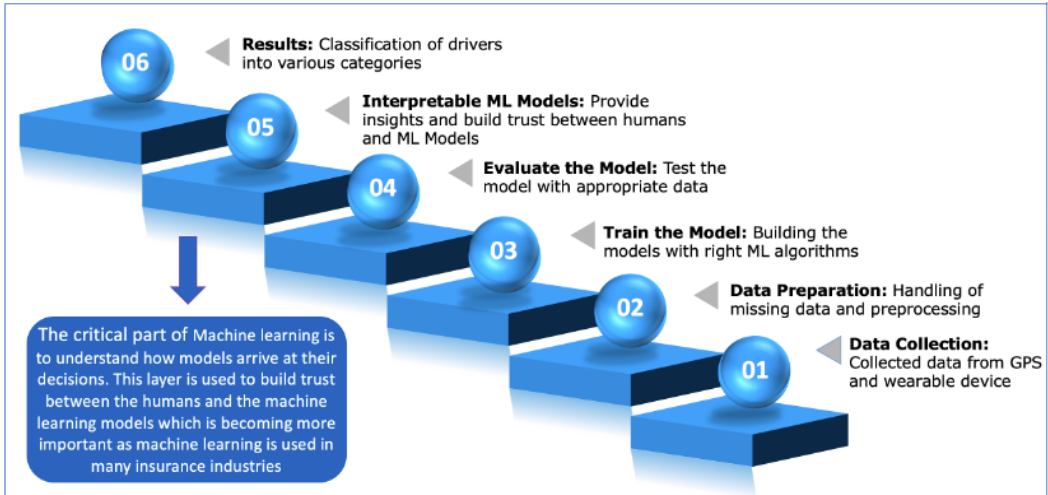 06
Results: Classification of drivers
into various categories
05
Interpretable ML Models: Provide
insights and build trust between humans
and ML Models
04
Evaluate the Model: Test the
model with appropriate data
03
Train the Model: Building the
models with right ML algorithms
02
Data Preparation: Handling of
missing data and preprocessing
01
Data Collection:
Collected data from GPS
and wearable device
The critical part of Machine learning is
to understand how models arrive at their
decisions. This layer is used to build trust
between the humans and the machine
learning models which is becoming more
important as machine learning is used in
many insurance industries